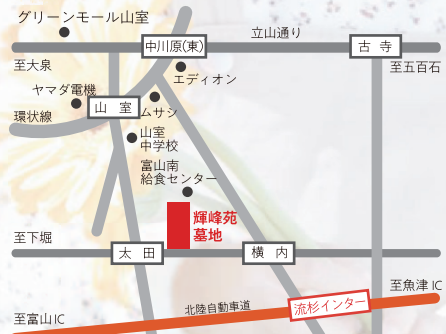 グリーンモール山室
中川原(東)
立山通り
古寺
至大泉
エディオン
至五百石
ヤマダ電機
山室
ムサシ
環状線
山室
中学校
富山南
給食センター
輝峰苑
墓地
至下堀
太田
横内
至魚津IC
流杉インター
北陸自動車道
至富山IC